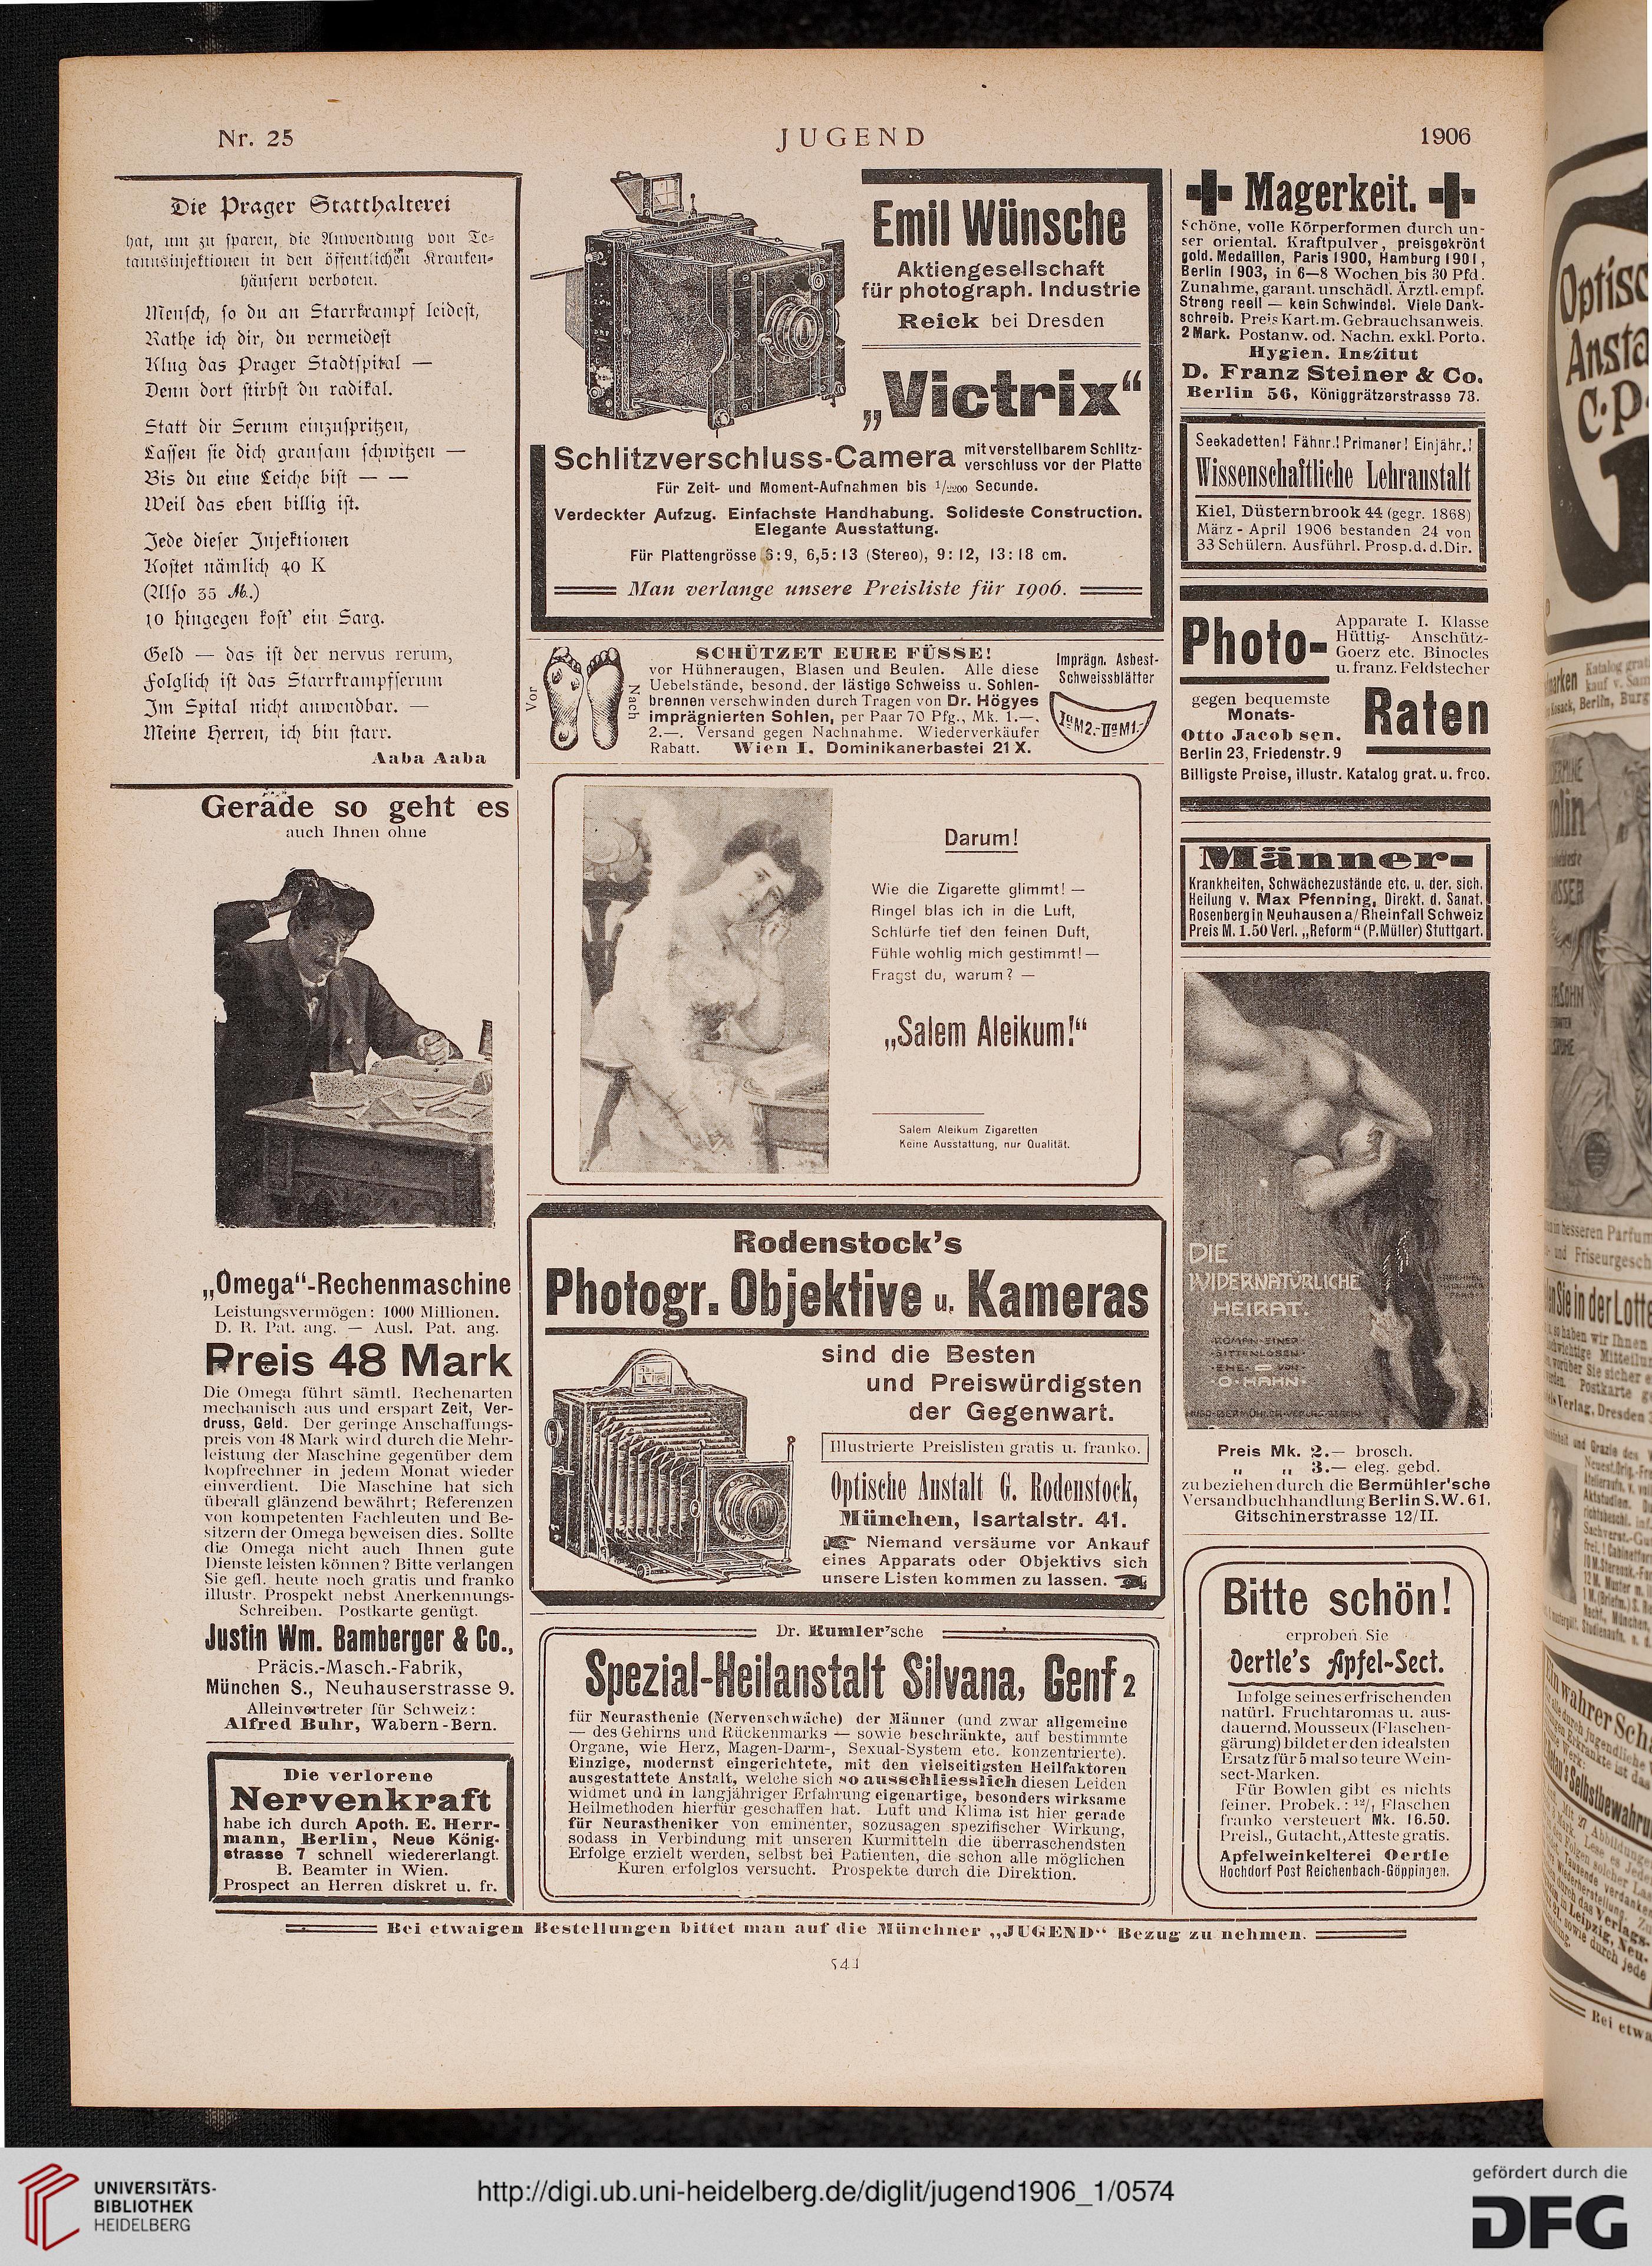 Nr. 25
JUGEND
1906
Die Prager Statthalterei
hat, um zu sparen, die Anwendung von Te-
tanusinjektionen in den öffentlichen Kranken-
häusern verboten.
Mensch, so du an Starrkrampf leidest,
Rathe ich dir, du vermeidest
Klug das Prager Stadtspital —
Denn dort stirbst du radikal.
Statt dir Serum einzuspritzen,
Lassen sie dich grausam schwitzen —
Bis du eine Leiche bist — —
Weil das eben billig ist.
Jede dieser Injektionen
Kostet nämlich 40 K
(Also 35 M.)
10 hingegen kost' ein Sarg.
Geld — das ist der nervus rerum,
Folglich ist das Starrkrampfserum
Im Spital nicht anwendbar. —
Meine Herren, ich bin starr.
Aaba Aaba
Gerade so geht es
auch Ihnen ohne
„Omega“-Rechenmaschine
Leistungsvermögen: 1000 Millionen.
D. R. Pat. ang. — Ausl. Pat. ang.
Preis 48 Mark
Die Omega führt sämtl. Rechenarten
mechanisch aus und erspart Zeit, Ver-
druss, Geld. Der geringe Anschaffungs-
preis von 48 Mark wird durch die Mehr-
leistung der Maschine gegenüber dem
Kopfrechner in jedem Monat wieder
einverdient. Die Maschine hat sich
überall glänzend bewährt; Referenzen
von kompetenten Fachleuten und Be-
sitzern der Omega beweisen dies. Sollte
die Omega nicht auch Ihnen gute
Dienste leisten können? Bitte verlangen
Sie gefl. heute noch gratis und franko
illustr. Prospekt nebst Anerkennungs-
Schreiben. Postkarte genügt.
Justin Wm. Bamberger & Co.,
Präcis.-Masch.-Fabrik,
München S., Neuhauserstrasse 9.
Alleinvertreter für Schweiz:
Alfred Buhr, Wabern-Bern.
Die verlorene
Nervenkraft
habe ich durch Apoth. E. Herr-
mann, Berlin, Neue König-
strasse 7 schnell wiedererlangt.
B. Beamter in Wien.
Prospect an Herren diskret u. fr.
Emil Wünsche
Aktiengesellschaft
für photograph. Industrie
Reick bei Dresden
„Victrix“
Schlitzverschluss-Camera mit verstellbarem Schlitz-
verschluss vor der Platte
Für Zeit- und Moment-Aufnahmen bis 1/2200 Secunde.
Verdeckter Aufzug. Einfachste Handhabung. Solideste Construction.
Elegante Ausstattung.
Für Plattengrösse 6:9, 6,5:13 (Stereo), 9:12, 13:18 cm.
Man verlange unsere Preisliste für 1906.
Vor
Nach
SCHÜTZET EURE FÜSSE!
vor Hühneraugen, Blasen und Beulen. Alle diese
Uebelstände, besond. der lästige Schweiss u. Sohlen-
brennen verschwinden durch Tragen von Dr. Högyes
imprägnierten Sohlen, per Paar 70 Pfg., Mk. 1.—.
2.—. Versand gegen Nachnahme. Wiederverkäufer
Rabatt. Wien I. Dominikanerbastei 21 X.
Imprägn. Asbest-
Schweissblätter
Iª M2.-IIª M1.-
Darum!
Wie die Zigarette glimmt! —
Ringel blas ich in die Luft,
Schlürfe tief den feinen Duft,
Fühle wohlig mich gestimmt! —
Fragst du, warum? —
„Salem Aleikum!“
Salem Aleikum Zigaretten
Keine Ausstattung, nur Qualität.
Rodenstock's
Photogr. Objektive u. Kameras
sind die Besten
und Preiswürdigsten
der Gegenwart.
Illustrierte Preislisten gratis u. franko.
Optische Anstalt G. Rodenstock,
München, Isartalstr. 41.
Niemand versäume vor Ankauf
eines Apparats oder Objektivs sich
unsere Listen kommen zu lassen.
Dr. Kumler'sche
Spezial-Heilanstalt Silvana, Genf 2
für Neurasthenie (Nervenschwäche) der Männer (und zwar allgemeine
— des Gehirns und Rückenmarks — sowie beschränkte, auf bestimmte
Organe, wie Herz, Magen-Darm-, Sexual-System etc. konzentrierte).
Einzige, modernst eingerichtete, mit den vielseitigsten Heilfaktoren
ausgestattete Anstalt, welche sich so ausschliesslich diesen Leiden
widmet und in langjähriger Erfahrung eigenartige, besonders wirksame
Heilmethoden hierfür geschaffen hat. Luft und Klima ist hier gerade
für Neurastheniker von eminenter, sozusagen spezifischer Wirkung,
sodass in Verbindung mit unseren Kurmitteln die überraschendsten
Erfolge erzielt werden, selbst bei Patienten, die schon alle möglichen
Kuren erfolglos versucht. Prospekte durch die Direktion.
Magerkeit.
Schöne, volle Körperformen durch un-
ser oriental. Kraftpulver, preisgekrönt
gold. Medaillen, Paris 1900, Hamburg 1901,
Berlin 1903, in 6—8 Wochen bis 30 Pfd.
Zunahme, garant. unschädl. Ärztl. empf.
Streng reell — kein Schwindel. Viele Dank-
schreib. Preis Kart. m. Gebrauchsanweis.
2 Mark. Postanw. od. Nachn. exkl. Porto.
Hygien. Institut
D. Franz Steiner & Co.
Berlin 56, Königgrätzerstrasse 78.
Seekadetten! Fähnr.! Primaner! Einjähr.!
Wissenschaftliche Lehranstalt
Kiel, Düsternbrook 44 (gegr. 1868)
März - April 1906 bestanden 24 von
33 Schülern. Ausführl. Prosp. d. d. Dir.
Photo-
Apparate I. Klasse
Hüttig- Anschütz-
Goerz etc. Binocles
u. franz. Feldstecher
gegen bequemste
Monats-
Raten
Otto Jacob sen.
Berlin 23, Friedenstr. 9
Billigste Preise, illustr. Katalog grat. u. frco.
Männer-
Krankheiten, Schwächezustände etc. u. der. sich.
Heilung v. Max Pfenning, Direkt. d. Sanat.
Rosenberg in Neuhausen a/Rheinfall Schweiz
Preis M. 1.50 Verl. „Reform“ (P. Müller) Stuttgart.
DIE
WIDERNATÜRLICHE
HEIRAT.
ROMAN EINER
SITTENLOSEN
EHE VON
O. HAHN
Preis Mk. 2.— brosch.
„ „ 3.— eleg. gebd.
zu beziehen durch die Bermühler'sche
Versandbuchhandlung Berlin S.W. 61,
Gitschinerstrasse 12/II.
Bitte schön!
erproben Sie
Oertle's Apfel-Sect.
Infolge seines erfrischenden
natürl. Fruchtaromas u. aus-
dauernd. Mousseux (Flaschen-
gärung) bildet er den idealsten
Ersatz für 5 mal so teure Wein-
sect-Marken.
Für Bowlen gibt es nichts
feiner. Probek.: 12/1 Flaschen
franko versteuert Mk. 16.50.
Preisl., Gutacht., Atteste gratis.
Apfelweinkelterei Oertle
Hochdorf Post Reichenbach-Göppingen.
Bei etwaigen Bestellungen bittet man auf die Münchner „JUGEND“ Bezug zu nehmen.
544
Optisc
Ansta
C.P.
UNIVERSITÄTS-
BIBLIOTHEK
HEIDELBERG
http://digi.ub.uni-heidelberg.de/diglit/jugend1906_1/0574
gefördert durch die
DFG